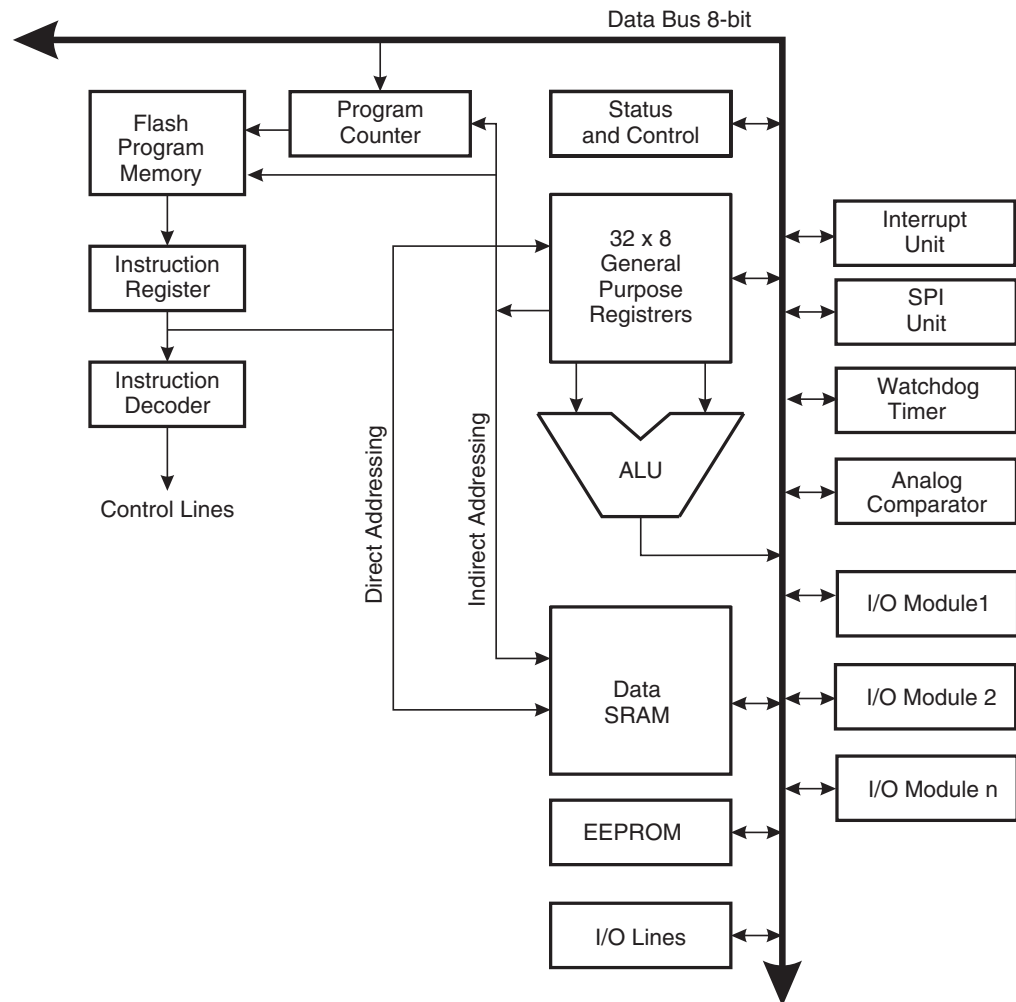 Data Bus 8-bit
Flash
Program
Memory
Program
Counter
Status
and Control
Interrupt
Unit
32 x 8
General
Purpose
Registrers
Instruction
Register
SPI
Unit
Instruction
Decoder
Watchdog
Timer
ALU
Analog
Comparator
Control Lines
Direct Addressing
Indirect Addressing
I/O Module1
Data
SRAM
I/O Module 2
I/O Module n
EEPROM
I/O Lines